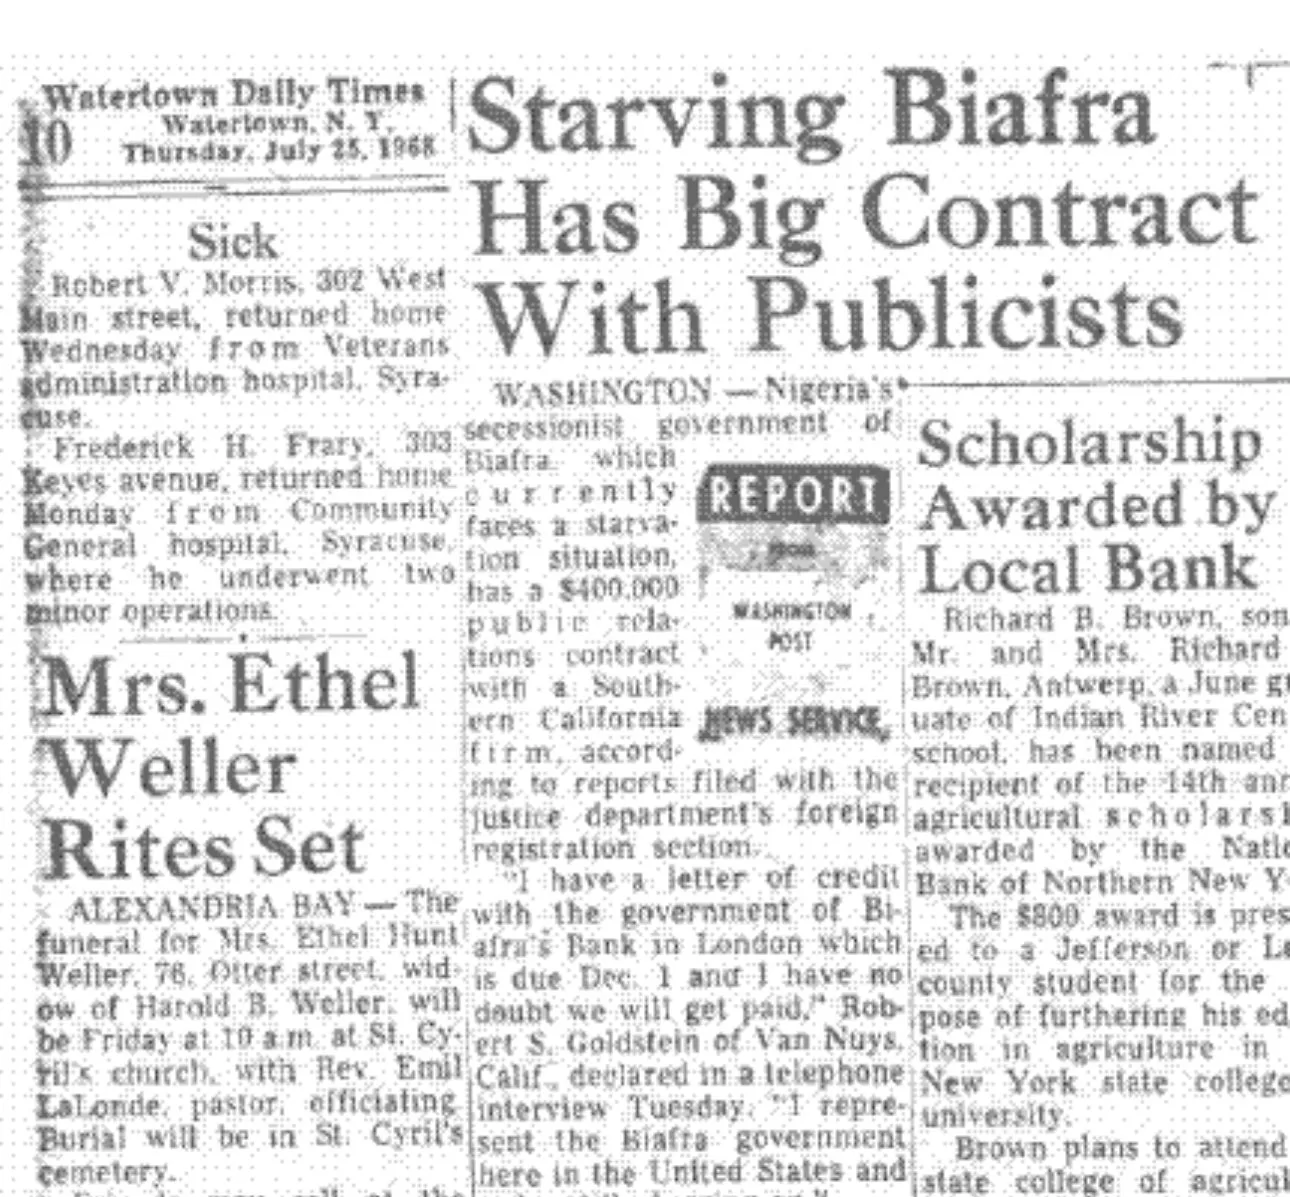 Watertown Daily Times
Watertown, N. Y.,
10
Thursday, July 25, 1968
Sick
Robert V. Morris, 302 West
Main street, returned home
Wednesday from Veterans
administration hospital, Syra-
cuse.
Frederick H. Frary, 303
Keyes avenue, returned home
Monday from Community
General hospital, Syracuse,
where he underwent two
minor operations.
Mrs. Ethel
Weller
Rites Set
ALEXANDRIA BAY — The
funeral for Mrs. Ethel Hunt
Weller, 76, Otter street, wid-
ow of Harold B. Weller, will
be Friday at 10 a.m. at St. Cy-
ril's church, with Rev. Emil
LaLonde, pastor, officiating.
Burial will be in St. Cyril's
cemetery.
Starving Biafra
Has Big Contract
With Publicists
WASHINGTON — Nigeria's
secessionist government of
Biafra which
currently
faces a starva-
tion situation,
has a $400,000
public rela-
tions contract
with a South-
ern California
firm, accord-
ing to reports filed with the
justice department's foreign
registration section.
"I have a letter of credit
with the government of Bi-
afra's Bank in London which
is due Dec. 1 and I have no
doubt we will get paid," Rob-
ert S. Goldstein of Van Nuys,
Calif., declared in a telephone
interview Tuesday. "I repre-
sent the Biafra government
here in the United States and
REPORT
FROM
WASHINGTON
POST
NEWS SERVICE
Scholarship
Awarded by
Local Bank
Richard B. Brown, son
Mr. and Mrs. Richard
Brown, Antwerp, a June gr
uate of Indian River Cen
school, has been named
recipient of the 14th ann
agricultural scholarsh
awarded by the Natio
Bank of Northern New Y
The $800 award is pres
ed to a Jefferson or Le
county student for the
pose of furthering his ed
tion in agriculture in
New York state college
university.
Brown plans to attend
state college of agricul